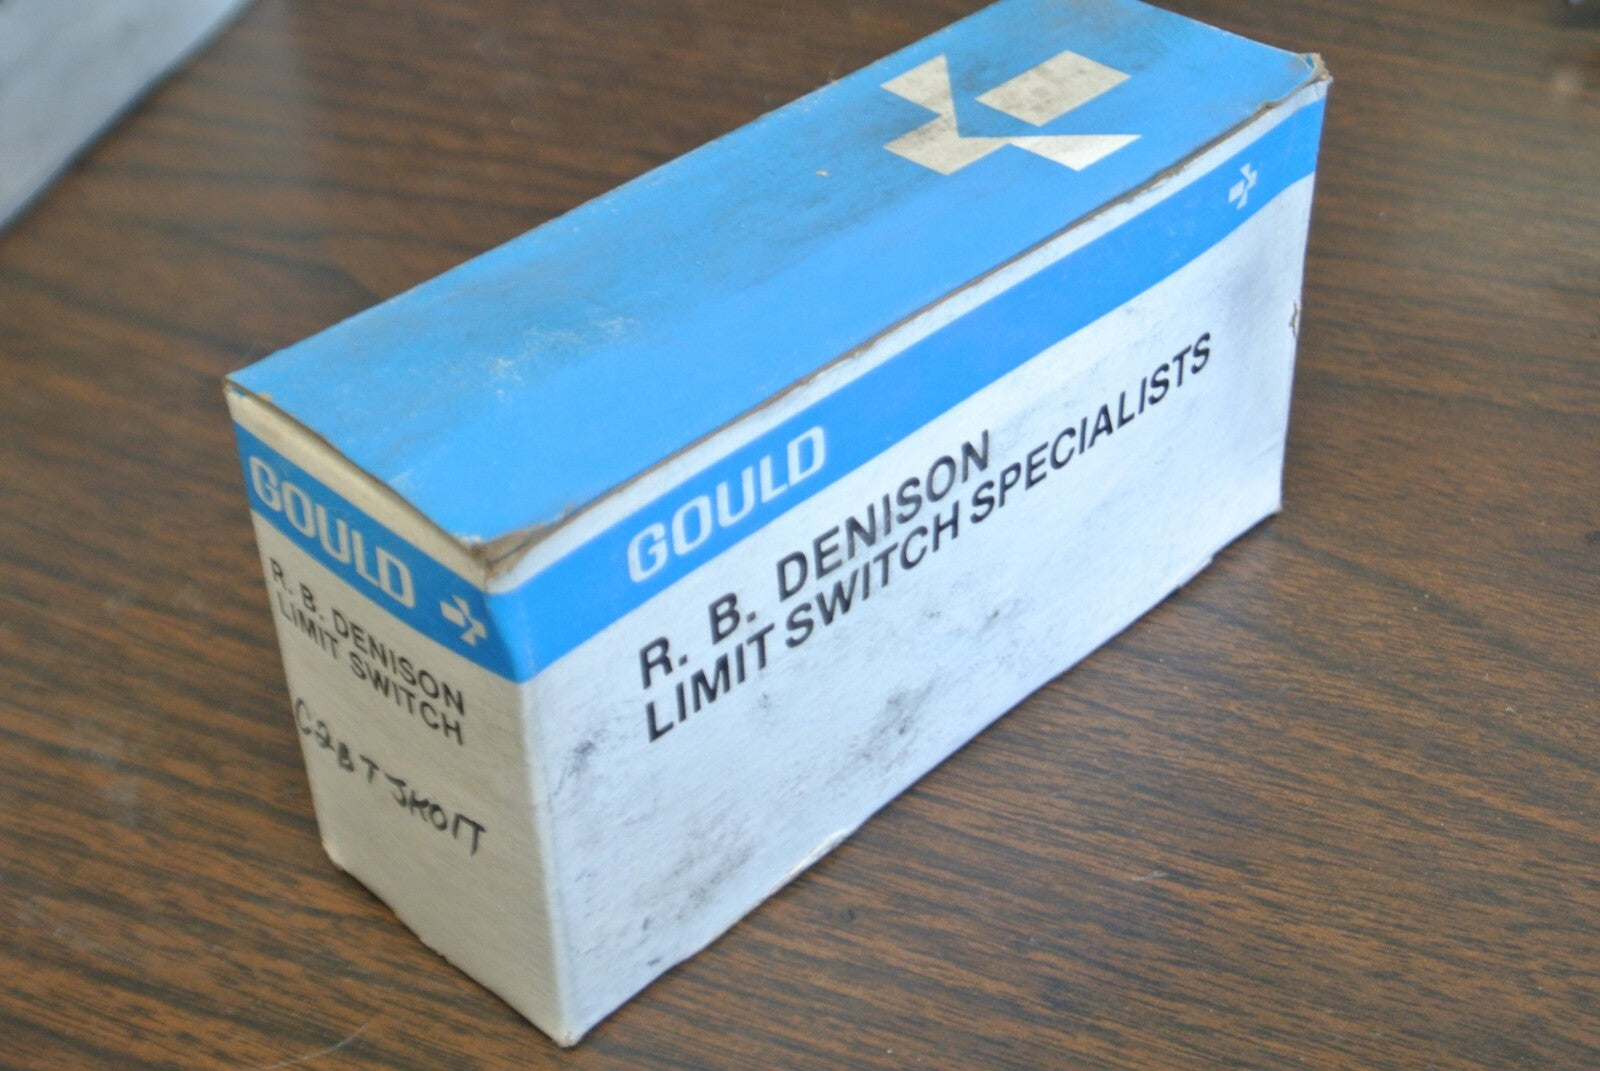 GOULD
R. B. DENISON
LIMIT SWITCH SPECIALISTS
GOULD
R. B. DENISON
LIMIT SWITCH